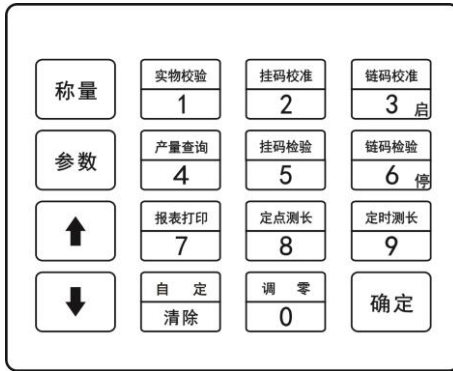 称量
实物校验
1
挂码校准
2
链码校准
3 启
参数
产量查询
4
挂码检验
5
链码检验
6 停
报表打印
7
定点测长
8
定时测长
9
自 定
清除
调 零
0
确定